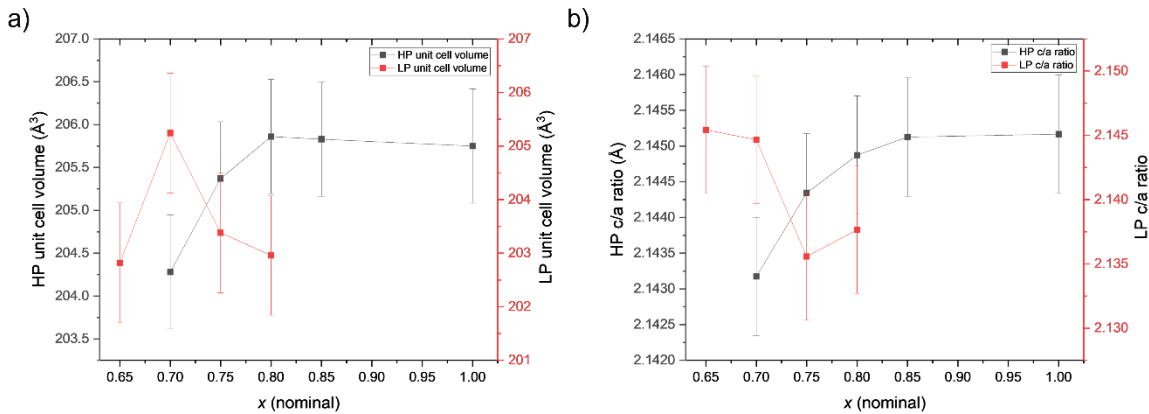 a)
207.0
206.5
206.0
205.5
205.0
204.5
204.0
203.5
HP unit cell volume (Å3)
HP unit cell volume
LP unit cell volume
207
206
205
204
203
202
201
LP unit cell volume (Å3)
0.65 0.70 0.75 0.80 0.85 0.90 0.95 1.00
x (nominal)
b)
2.1465
2.1460
2.1455
2.1450
2.1445
2.1440
2.1435
2.1430
2.1425
2.1420
HP c/a ratio (Å)
HP c/a ratio
LP c/a ratio
2.150
2.145
2.140
2.135
2.130
LP c/a ratio
0.65 0.70 0.75 0.80 0.85 0.90 0.95 1.00
x (nominal)